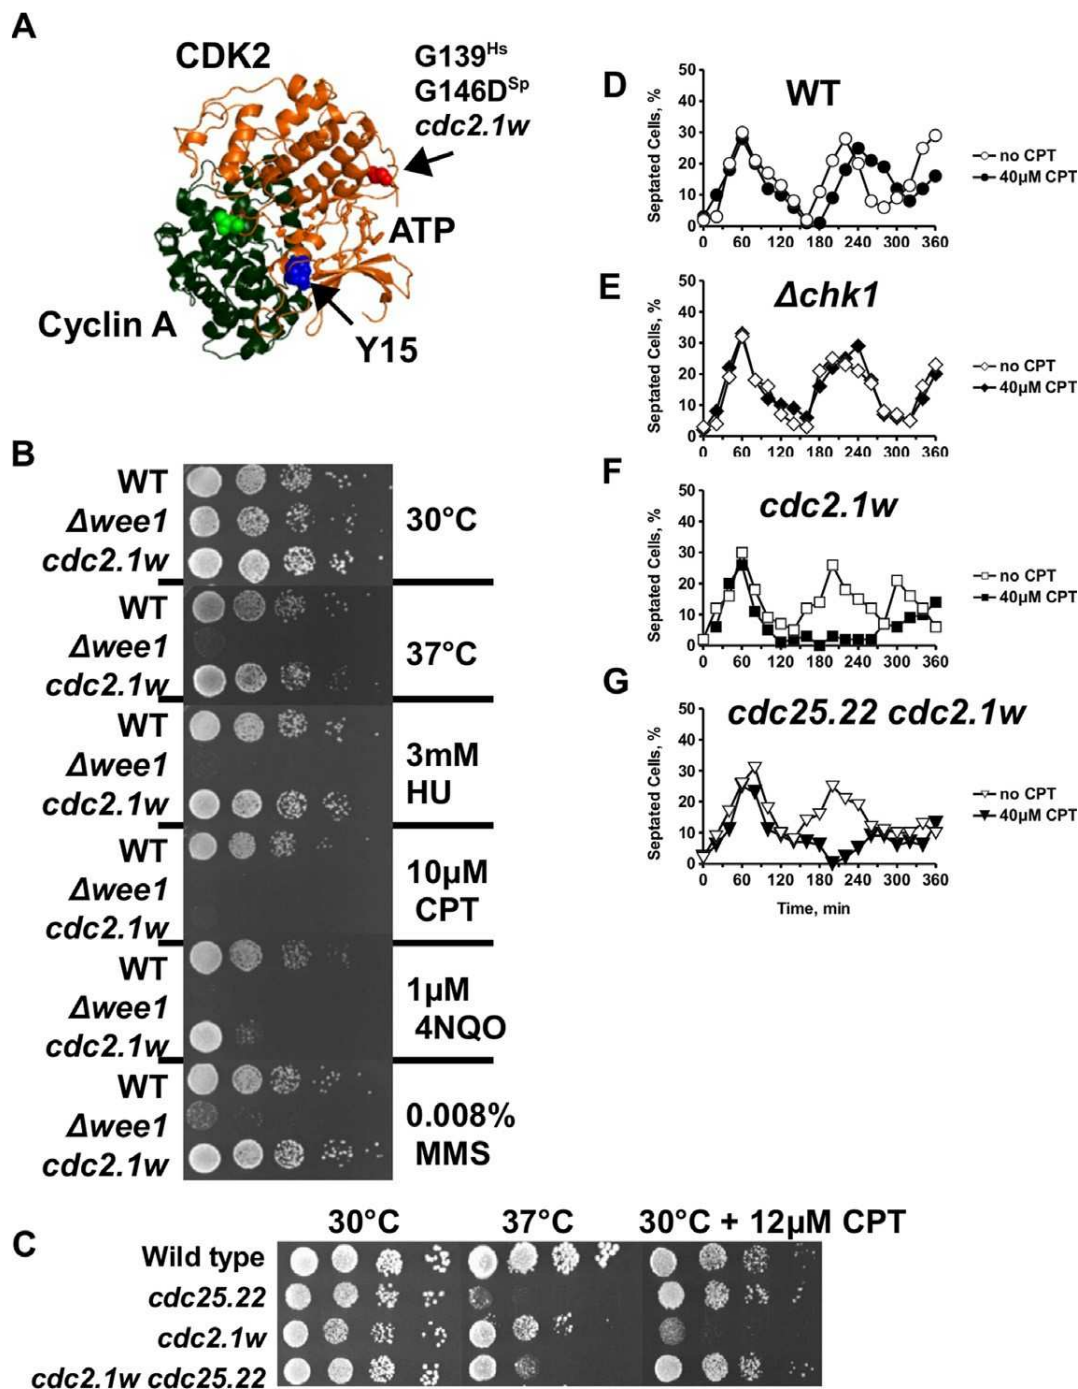 A
CDK2
G139Hs
G146DSp
cdc2.1w
ATP
Cyclin A
Y15
B
WT
Δwee1
cdc2.1w
30°C
WT
Δwee1
cdc2.1w
37°C
WT
Δwee1
cdc2.1w
3mM
HU
WT
Δwee1
cdc2.1w
10µM
CPT
WT
Δwee1
cdc2.1w
1µM
4NQO
WT
Δwee1
cdc2.1w
0.008%
MMS
C
30°C 37°C 30°C + 12µM CPT
Wild type
cdc25.22
cdc2.1w
cdc2.1w cdc25.22
D
WT
Septated Cells, %
50
40
30
20
10
0
0 60 120 180 240 300 360
no CPT
40µM CPT
E
Δchk1
Septated Cells, %
50
40
30
20
10
0
0 60 120 180 240 300 360
no CPT
40µM CPT
F
cdc2.1w
Septated Cells, %
50
40
30
20
10
0
0 60 120 180 240 300 360
no CPT
40µM CPT
G
cdc25.22 cdc2.1w
Septated Cells, %
50
40
30
20
10
0
0 60 120 180 240 300 360
Time, min
no CPT
40µM CPT